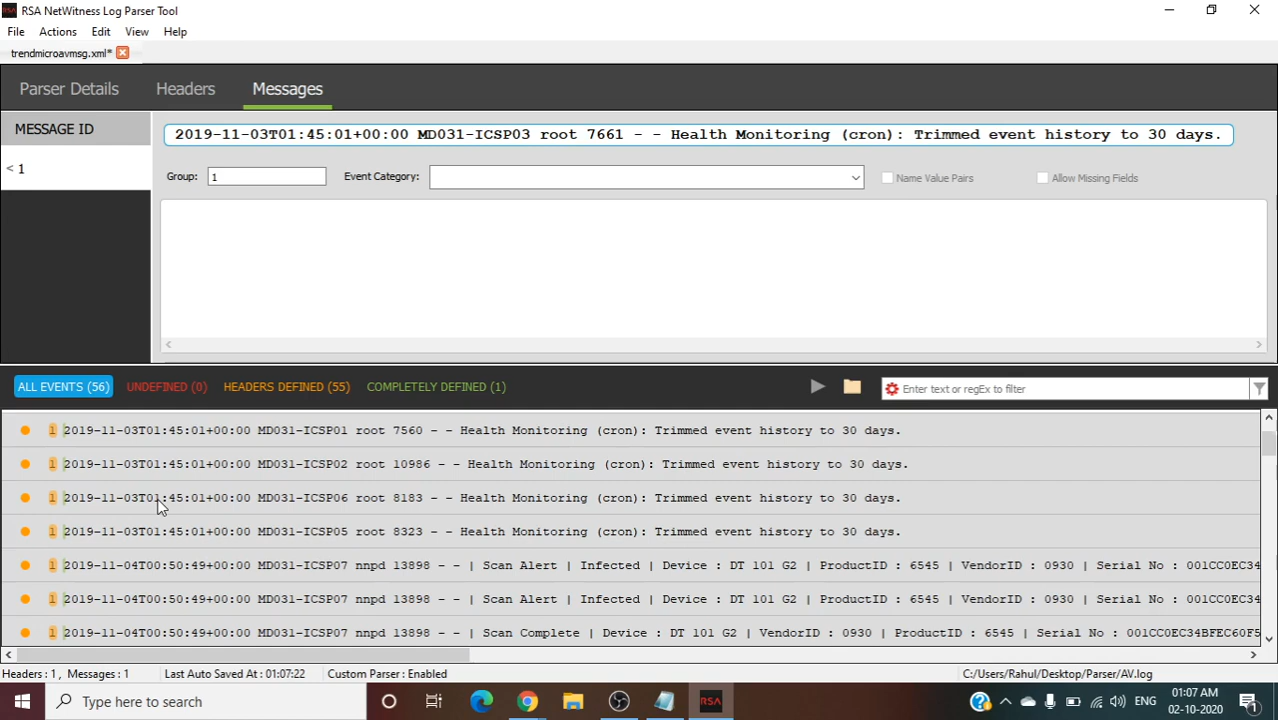 RSA NetWitness Log Parser Tool
File Actions Edit View Help
trendmicroavmsg.xml*
Parser Details Headers Messages
MESSAGE ID
< 1
2019-11-03T01:45:01+00:00 MD031-ICSP03 root 7661 - - Health Monitoring (cron): Trimmed event history to 30 days.
Group: 1 Event Category: Name Value Pairs Allow Missing Fields
ALL EVENTS (56) UNDEFINED (0) HEADERS DEFINED (55) COMPLETELY DEFINED (1) Enter text or regEx to filter
1 2019-11-03T01:45:01+00:00 MD031-ICSP01 root 7560 - - Health Monitoring (cron): Trimmed event history to 30 days.
1 2019-11-03T01:45:01+00:00 MD031-ICSP02 root 10986 - - Health Monitoring (cron): Trimmed event history to 30 days.
1 2019-11-03T01:45:01+00:00 MD031-ICSP06 root 8183 - - Health Monitoring (cron): Trimmed event history to 30 days.
1 2019-11-03T01:45:01+00:00 MD031-ICSP05 root 8323 - - Health Monitoring (cron): Trimmed event history to 30 days.
1 2019-11-04T00:50:49+00:00 MD031-ICSP07 nnpd 13898 - - | Scan Alert | Infected | Device : DT 101 G2 | ProductID : 6545 | VendorID : 0930 | Serial No : 001CC0EC34
1 2019-11-04T00:50:49+00:00 MD031-ICSP07 nnpd 13898 - - | Scan Alert | Infected | Device : DT 101 G2 | ProductID : 6545 | VendorID : 0930 | Serial No : 001CC0EC34
1 2019-11-04T00:50:49+00:00 MD031-ICSP07 nnpd 13898 - - | Scan Complete | Device : DT 101 G2 | VendorID : 0930 | ProductID : 6545 | Serial No : 001CC0EC34BFEC60F5
Headers : 1 , Messages : 1 Last Auto Saved At : 01:07:22 Custom Parser : Enabled C:/Users/Rahul/Desktop/Parser/AV.log
Type here to search RSA ENG 01:07 AM
02-10-2020 1